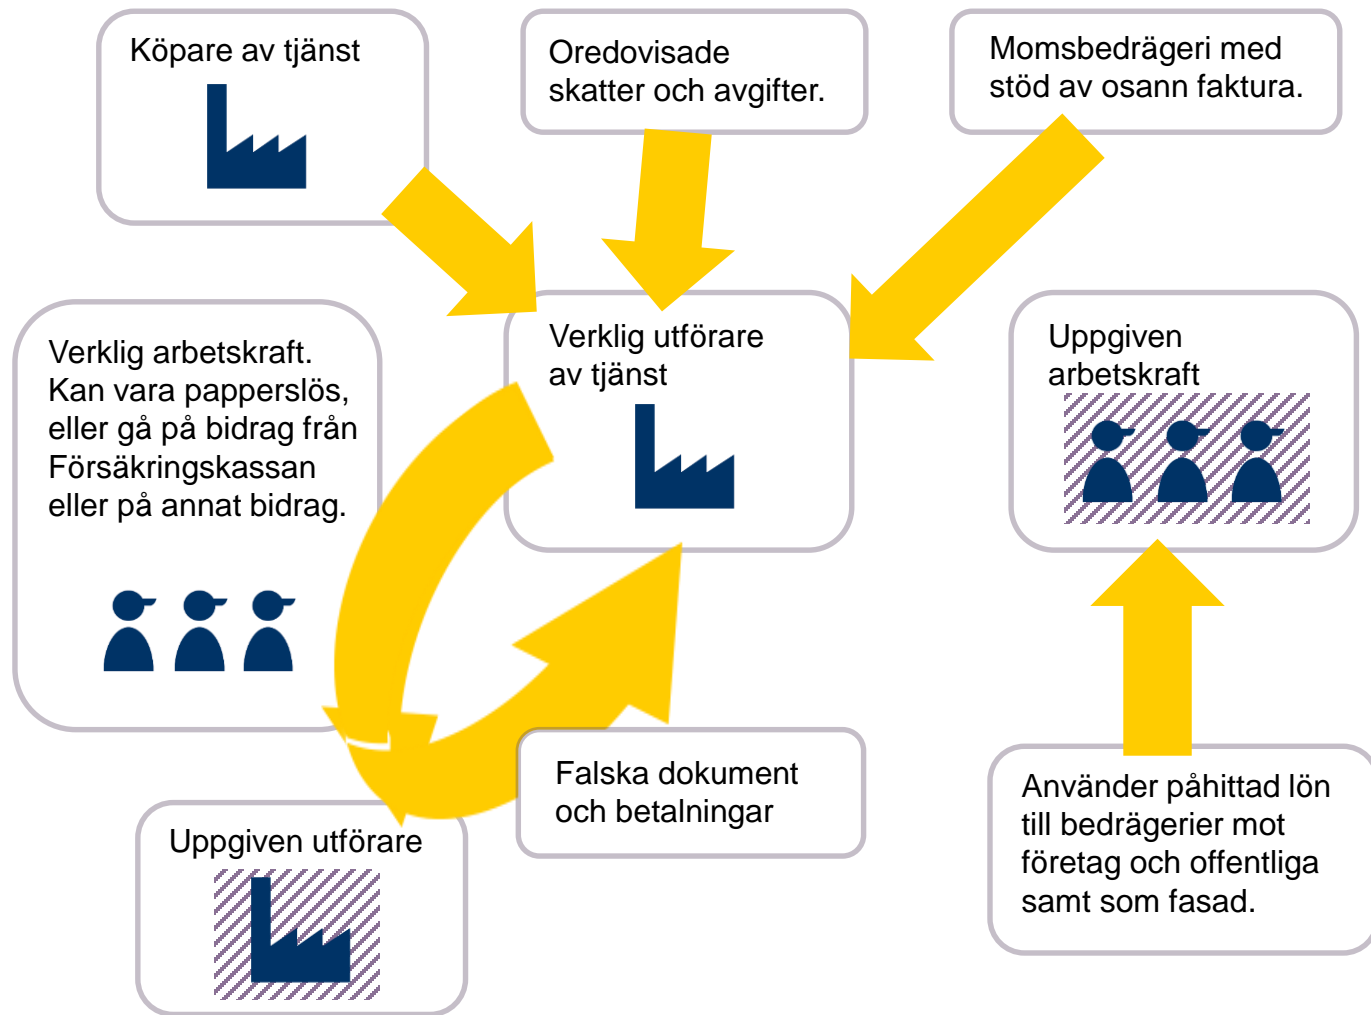 Köpare av tjänst
Oredovisade
skatter och avgifter.
Momsbedrägeri med
stöd av osann faktura.
Verklig arbetskraft.
Kan vara papperslös,
eller gå på bidrag från
Försäkringskassan
eller på annat bidrag.
Verklig utförare
av tjänst
Uppgiven
arbetskraft
Falska dokument
och betalningar
Uppgiven utförare
Använder påhittad lön
till bedrägerier mot
företag och offentliga
samt som fasad.